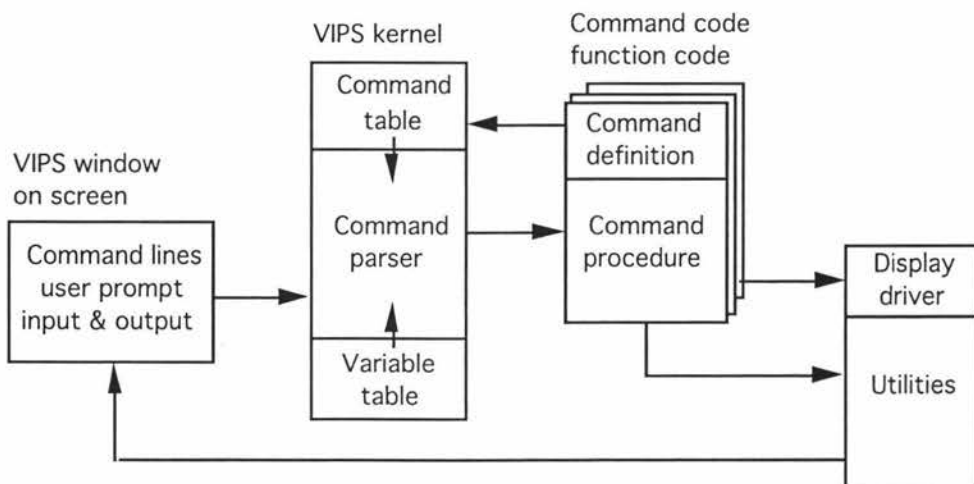 VIPS kernel
Command
table
Command
parser
Variable
table
Command code
function code
Command
definition
Command
procedure
VIPS window
on screen
Command lines
user prompt
input & output
Display
driver
Utilities